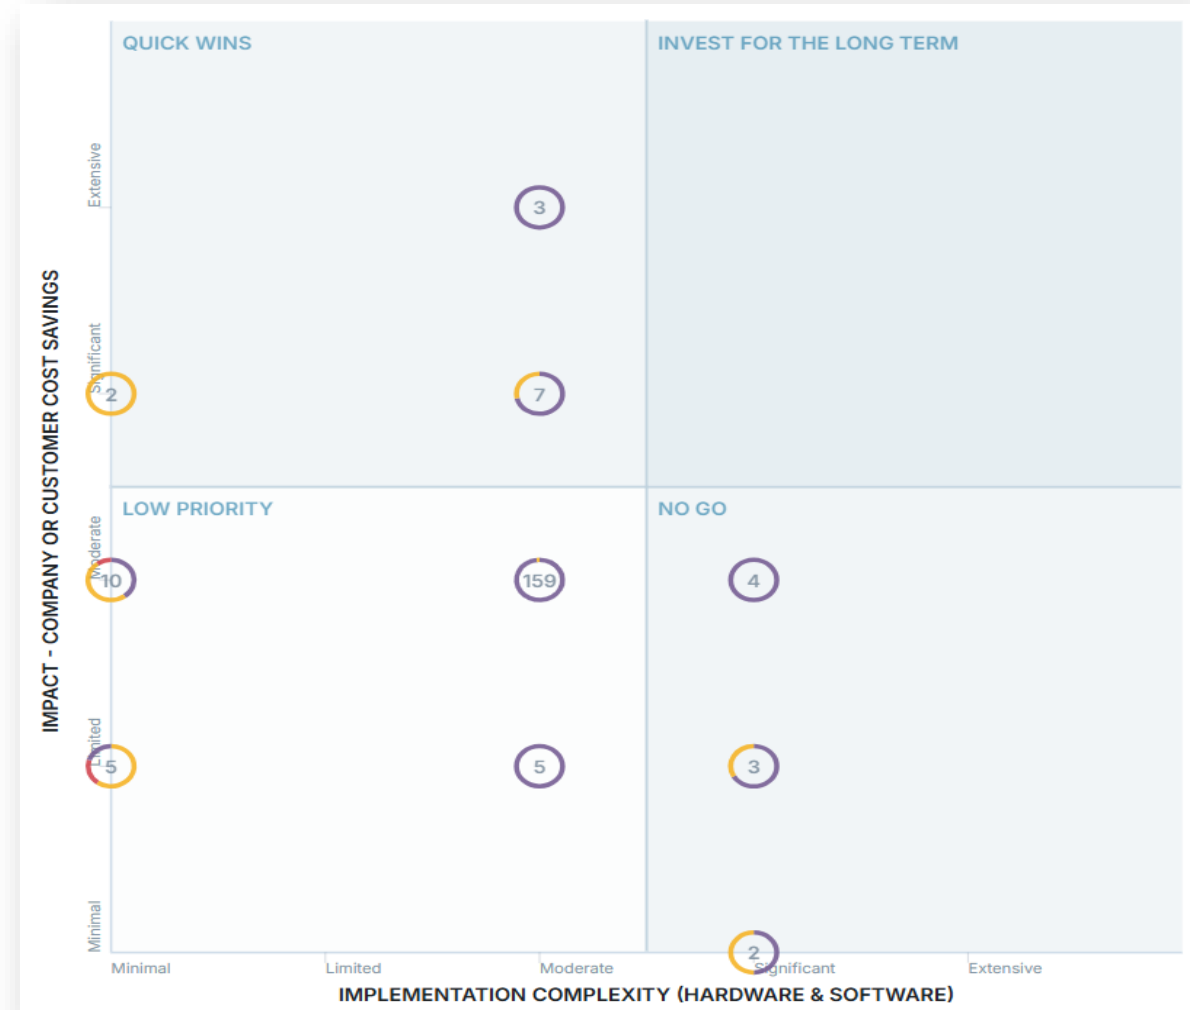 QUICK WINS
INVEST FOR THE LONG TERM
Extensive
3
Significant
2
7
IMPACT - COMPANY OR CUSTOMER COST SAVINGS
LOW PRIORITY
NO GO
Moderate
10
159
4
Limited
5
5
3
Minimal
2
Minimal
Limited
Moderate
Significant
Extensive
IMPLEMENTATION COMPLEXITY (HARDWARE & SOFTWARE)